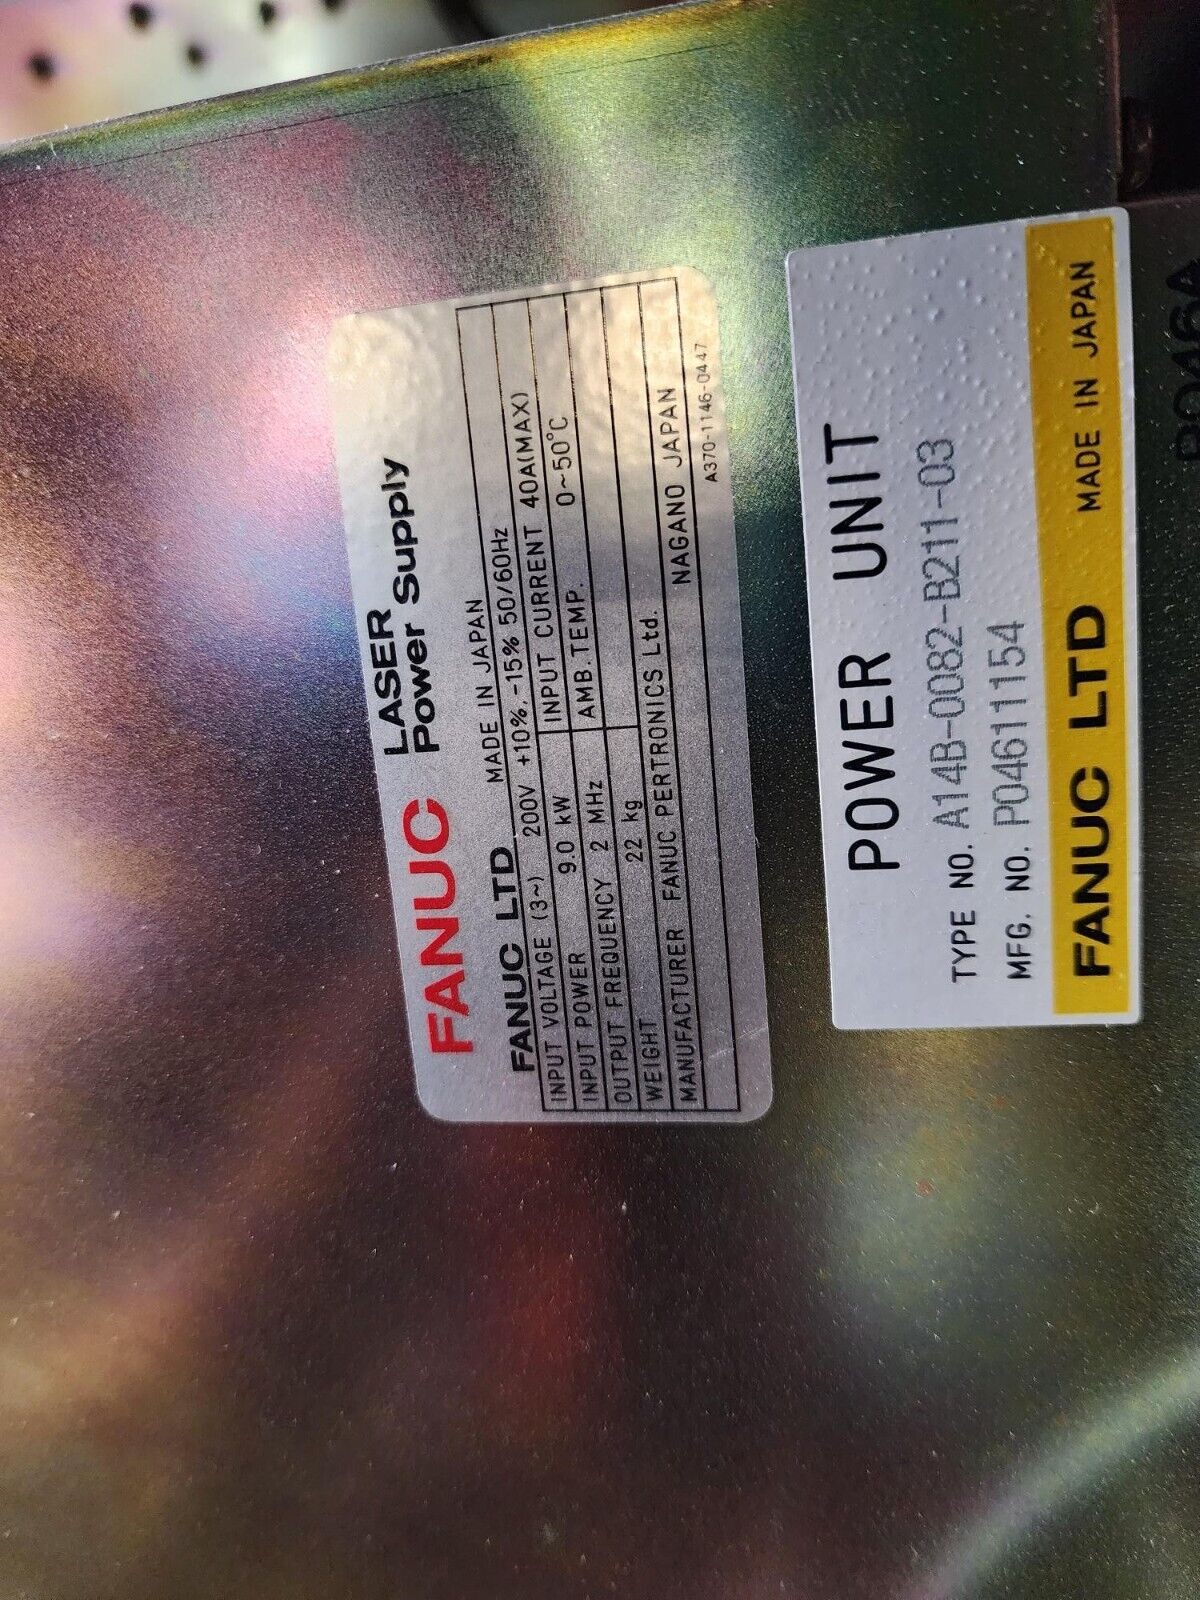 FANUC LASER
Power Supply
FANUC LTD MADE IN JAPAN
INPUT VOLTAGE (3~) 200V +10%,-15% 50/60Hz
INPUT POWER 9.0 kW INPUT CURRENT 40A(MAX)
OUTPUT FREQUENCY 2 MHz AMB.TEMP. 0~50°C
WEIGHT 22 kg
MANUFACTURER FANUC PERTRONICS Ltd.
NAGANO JAPAN
A370-1146-0447
POWER UNIT
TYPE NO. A14B-0082-B211-03
MFG. NO. P04611154
FANUC LTD MADE IN JAPAN